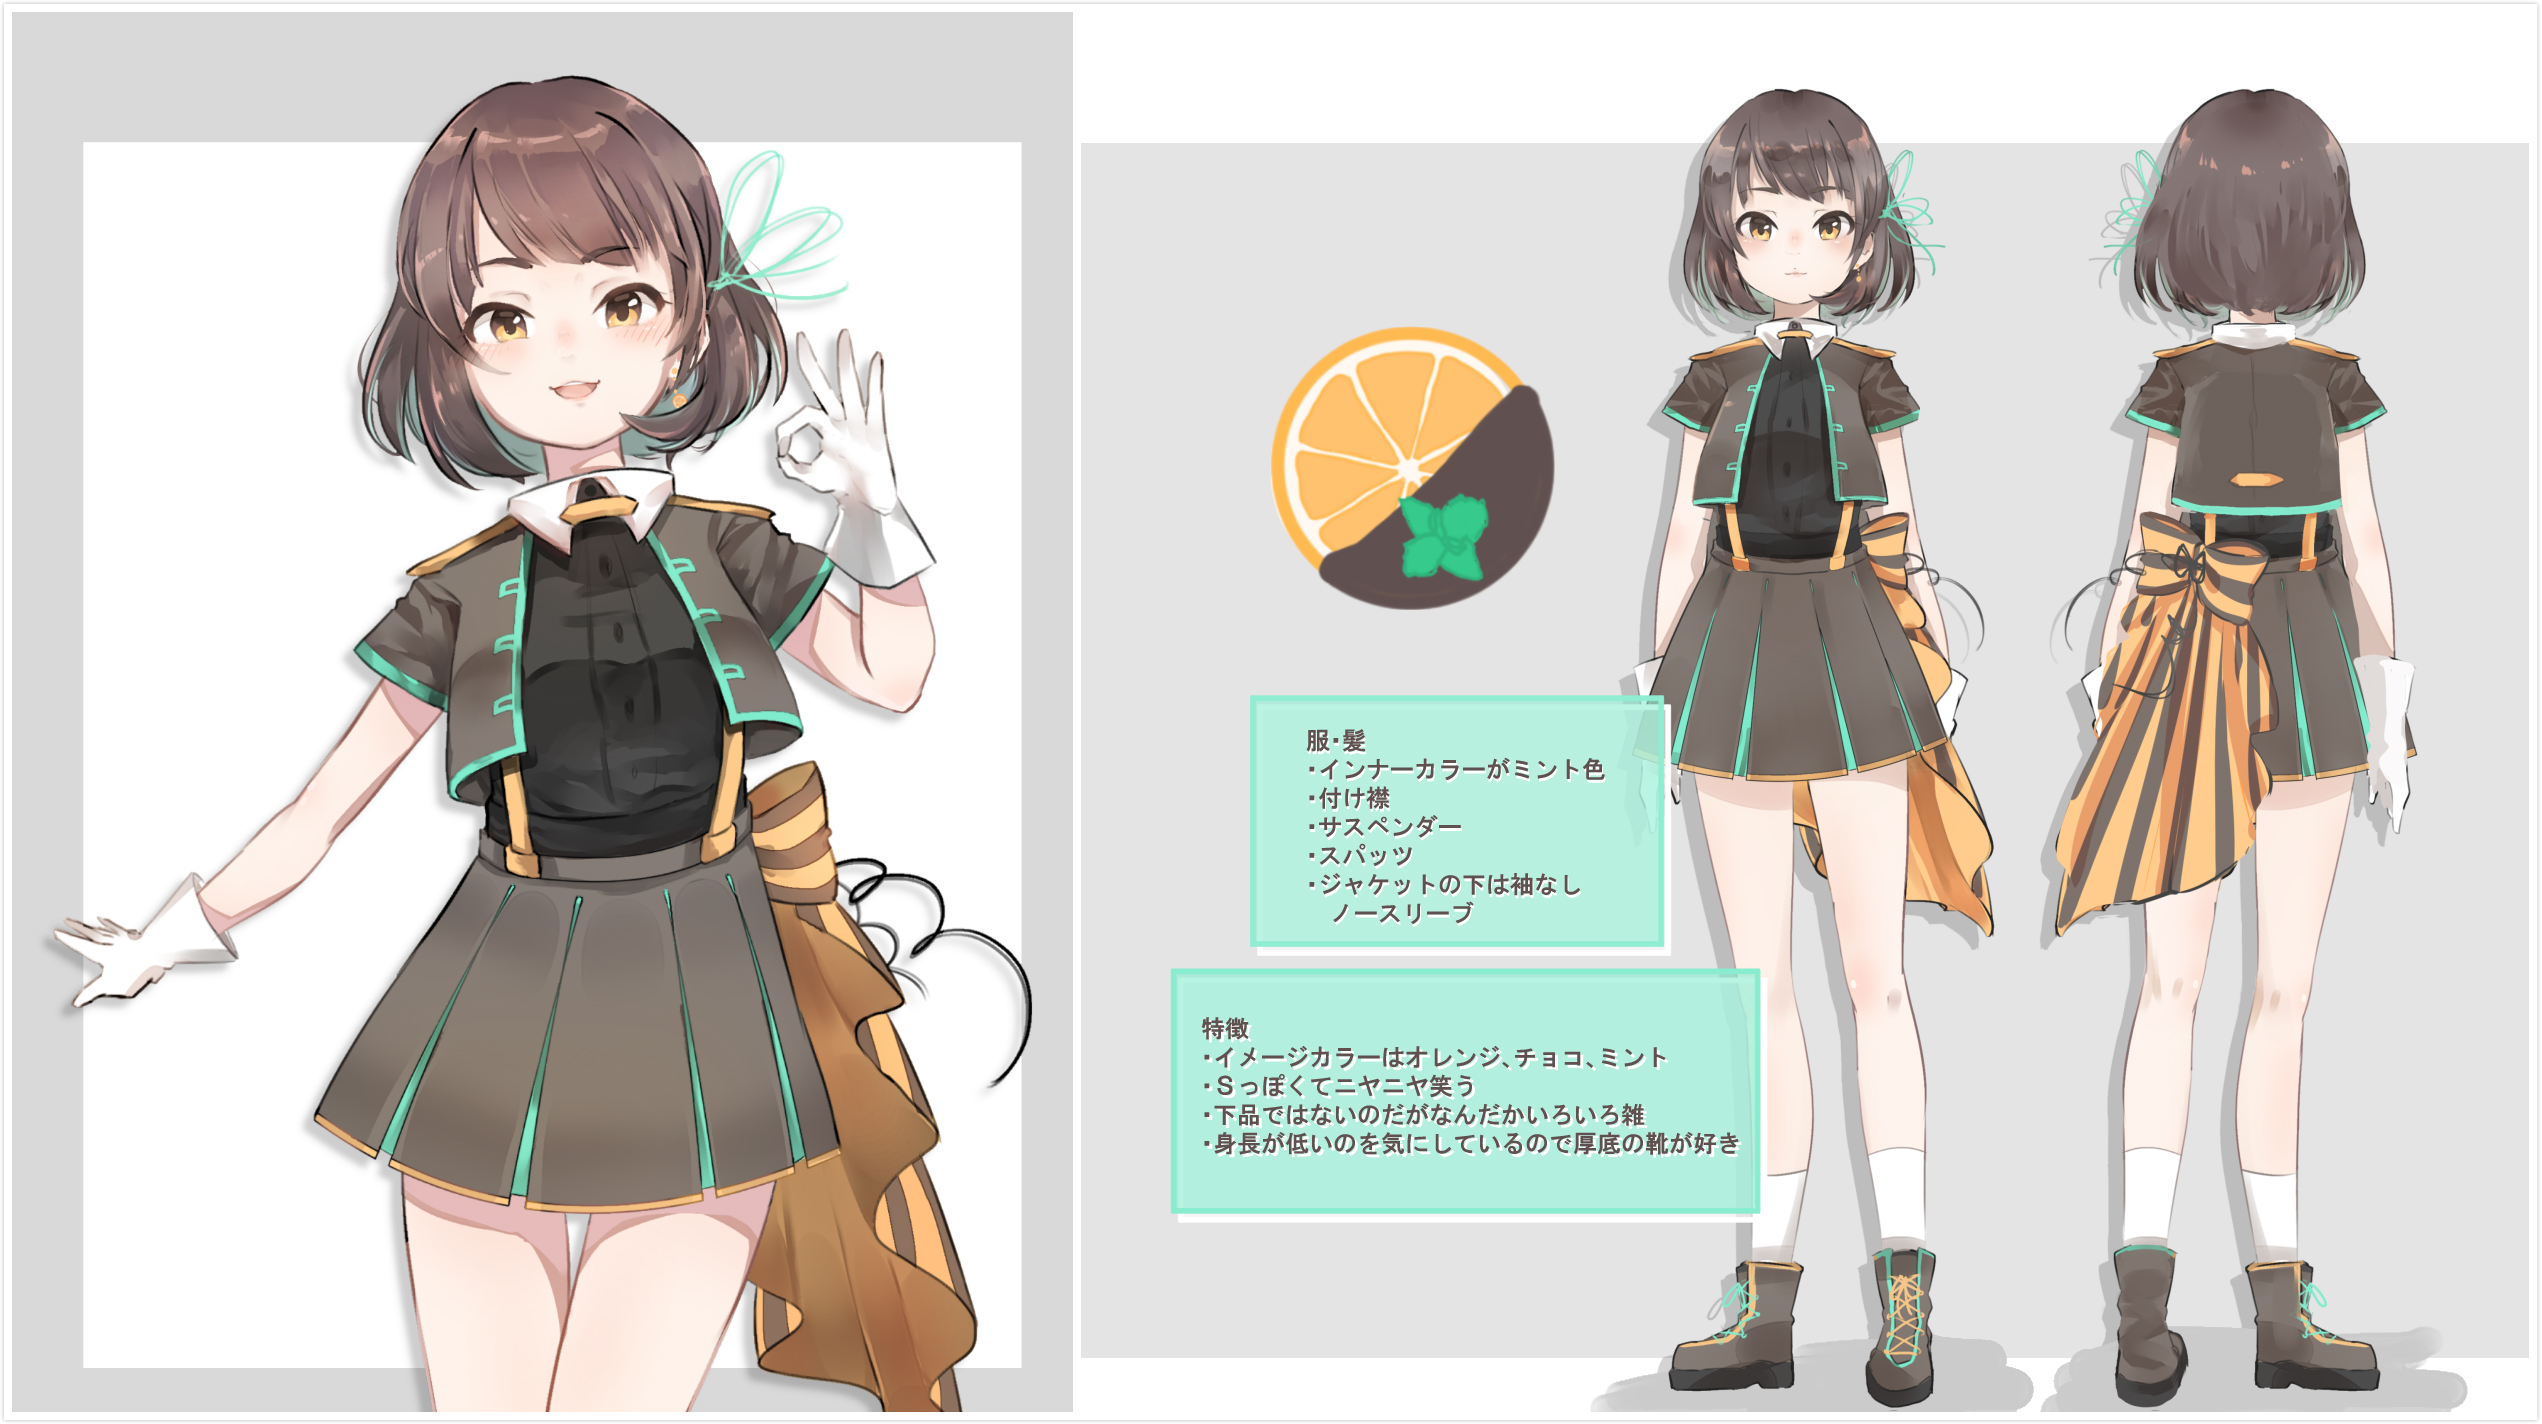 服・髪
・インナーカラーがミント色
・付け襟
・サスペンダー
・スパッツ
・ジャケットの下は袖なし
ノースリーブ
特徴
・イメージカラーはオレンジ、チョコ、ミント
・Sっぽくてニヤニヤ笑う
・下品ではないのだがなんだかいろいろ雑
・身長が低いのを気にしているので厚底の靴が好き